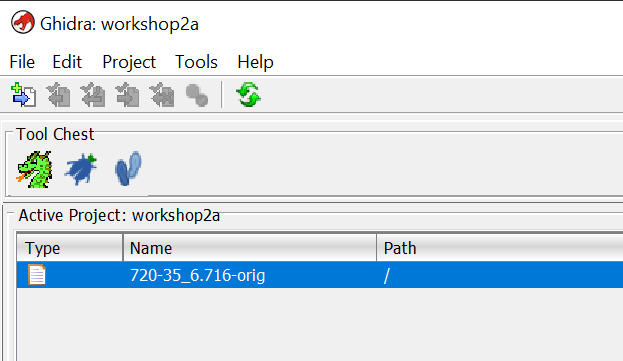 Ghidra: workshop2a
File Edit Project Tools Help
Tool Chest
Active Project: workshop2a
Type Name Path
720-35_6.716-orig /